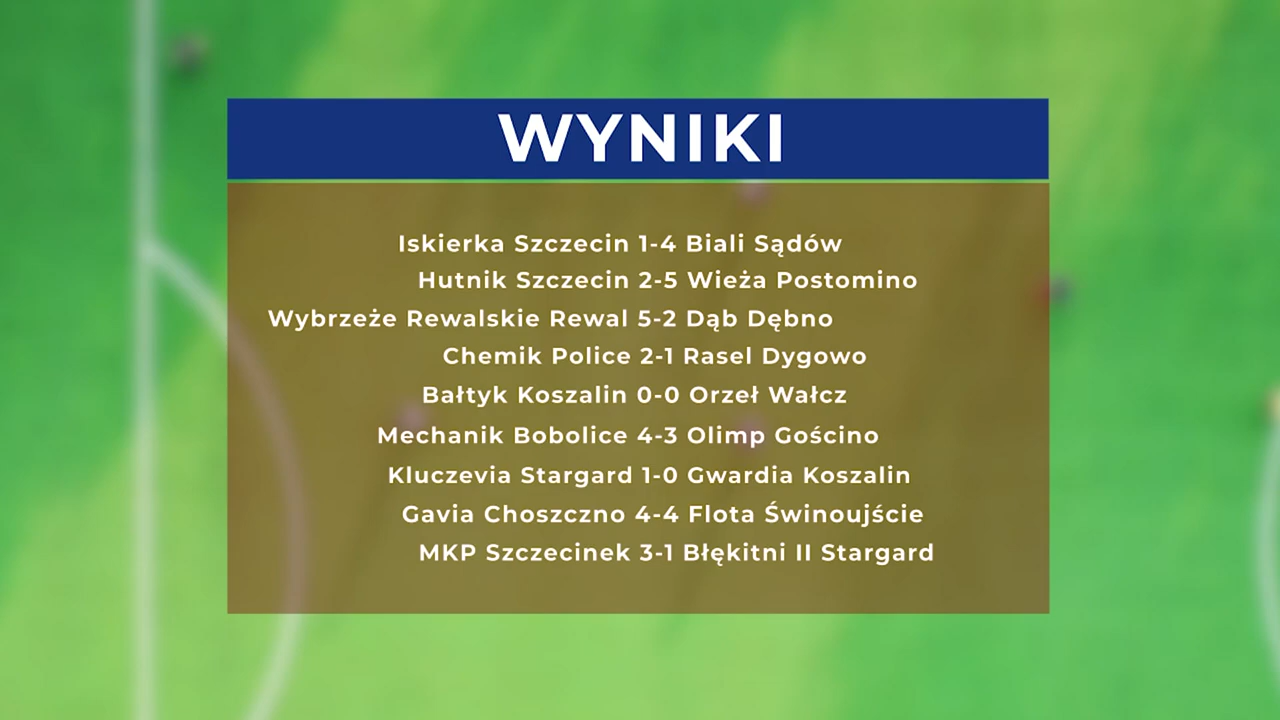 WYNIKI
Iskierka Szczecin 1-4 Biali Sądów
Hutnik Szczecin 2-5 Wieża Postomino
Wybrzeże Rewalskie Rewal 5-2 Dąb Dębno
Chemik Police 2-1 Rasel Dygowo
Bałtyk Koszalin 0-0 Orzeł Wałcz
Mechanik Bobolice 4-3 Olimp Gościno
Kluczevia Stargard 1-0 Gwardia Koszalin
Gavia Choszczno 4-4 Flota Świnoujście
MKP Szczecinek 3-1 Błękitni II Stargard